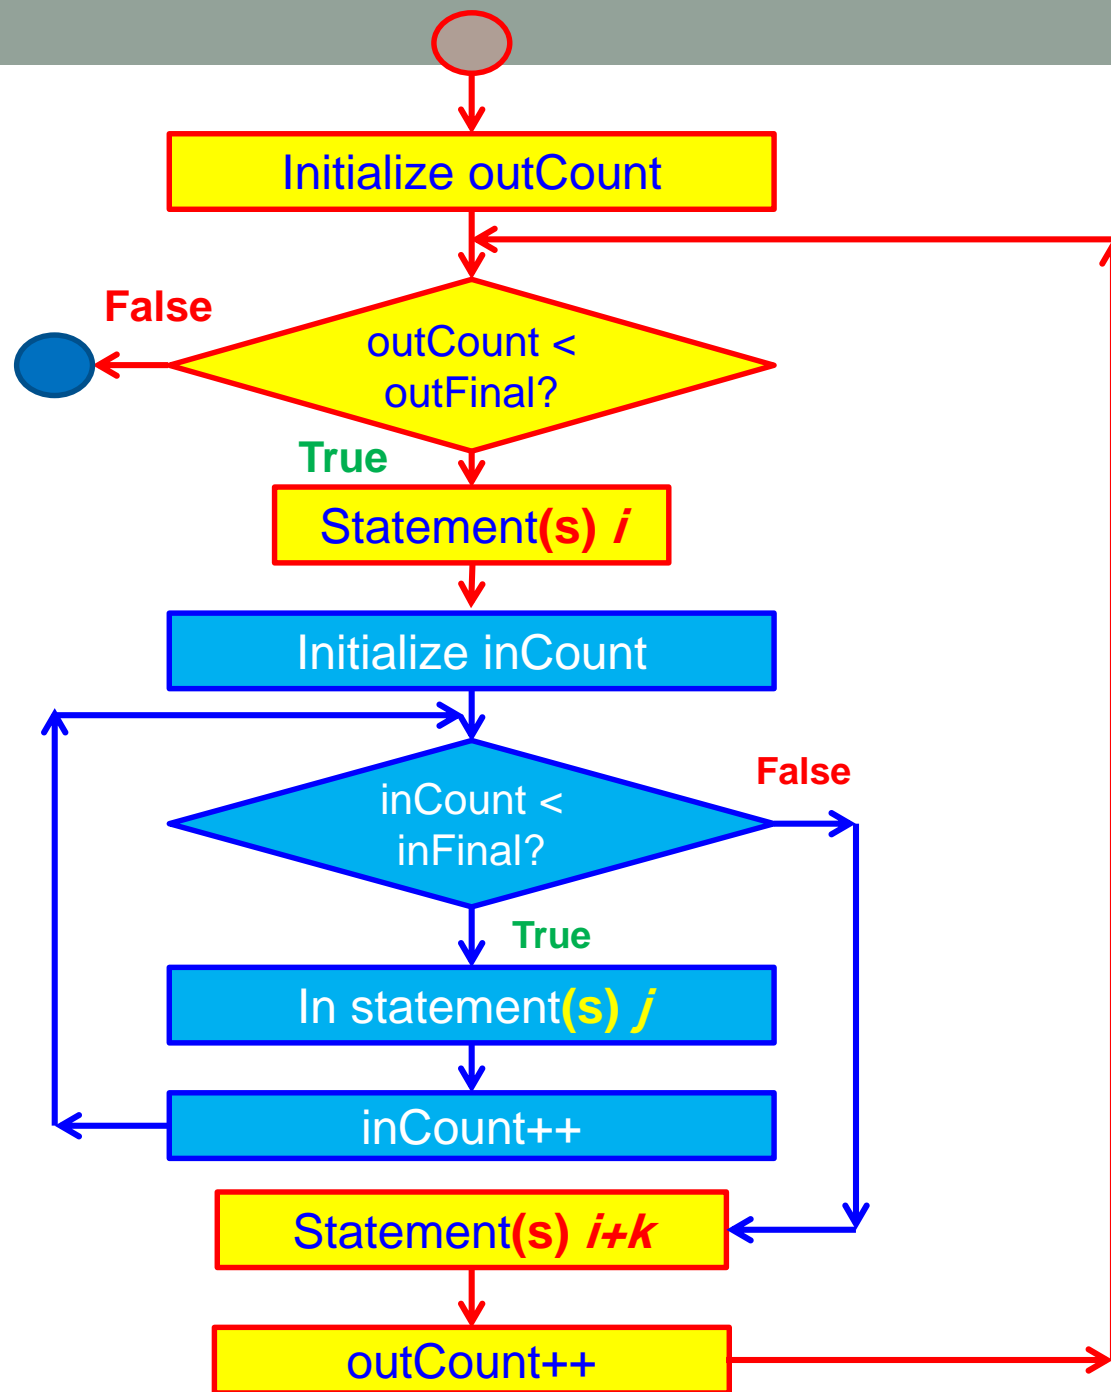 Initialize outCount
False
outCount <
outFinal?
True
Statement(s) i
Initialize inCount
inCount <
inFinal?
False
True
In statement(s) j
inCount++
Statement(s) i+k
outCount++